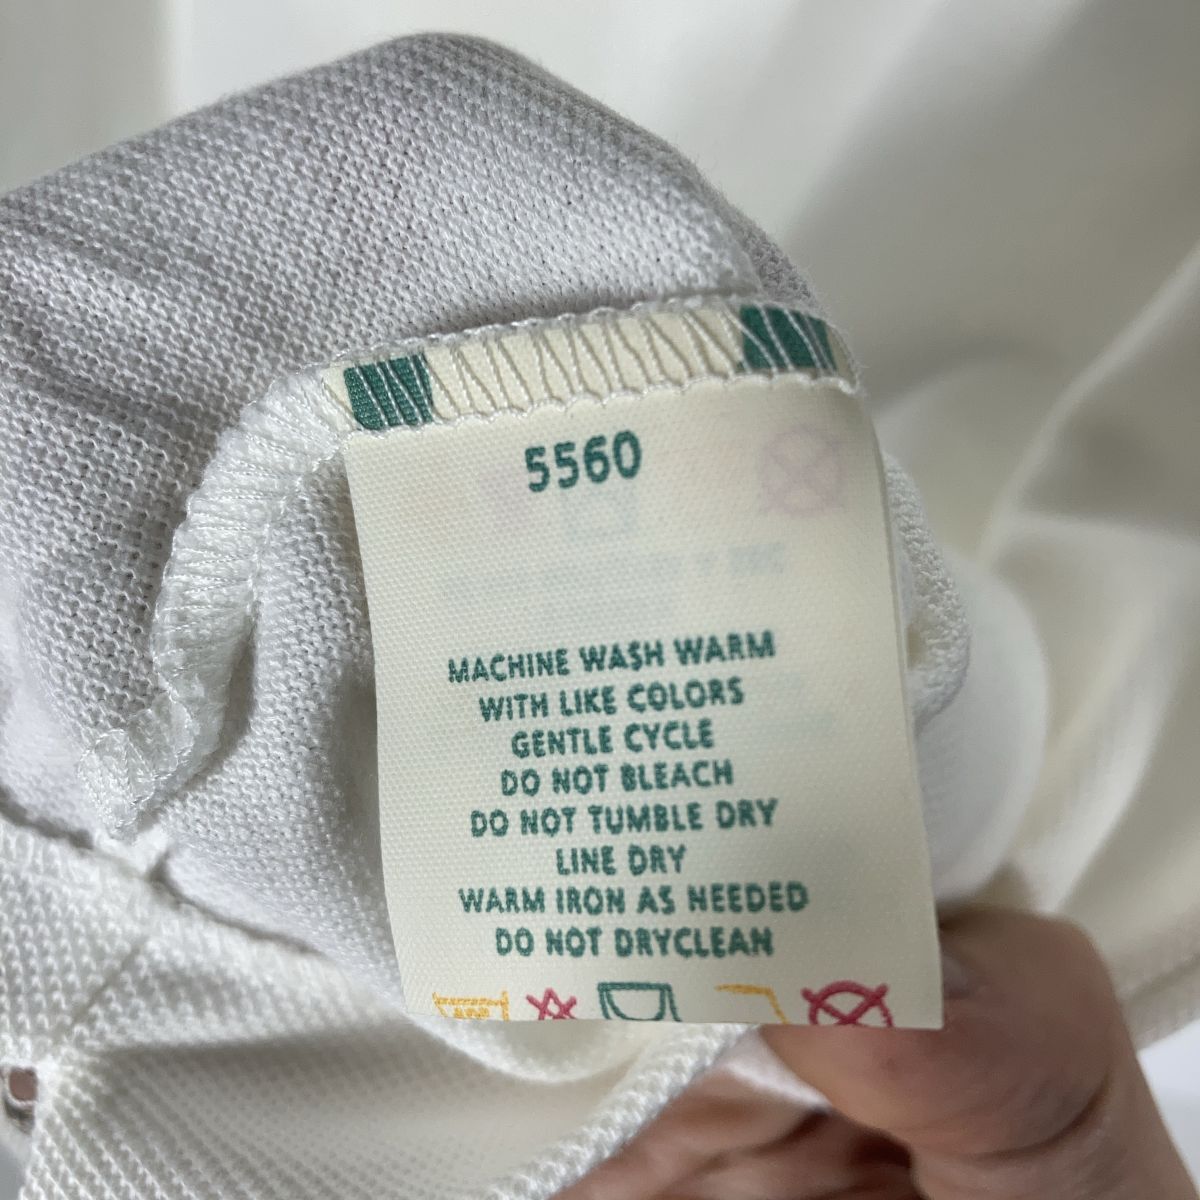 5560
MACHINE WASH WARM
WITH LIKE COLORS
GENTLE CYCLE
DO NOT BLEACH
DO NOT TUMBLE DRY
LINE DRY
WARM IRON AS NEEDED
DO NOT DRYCLEAN